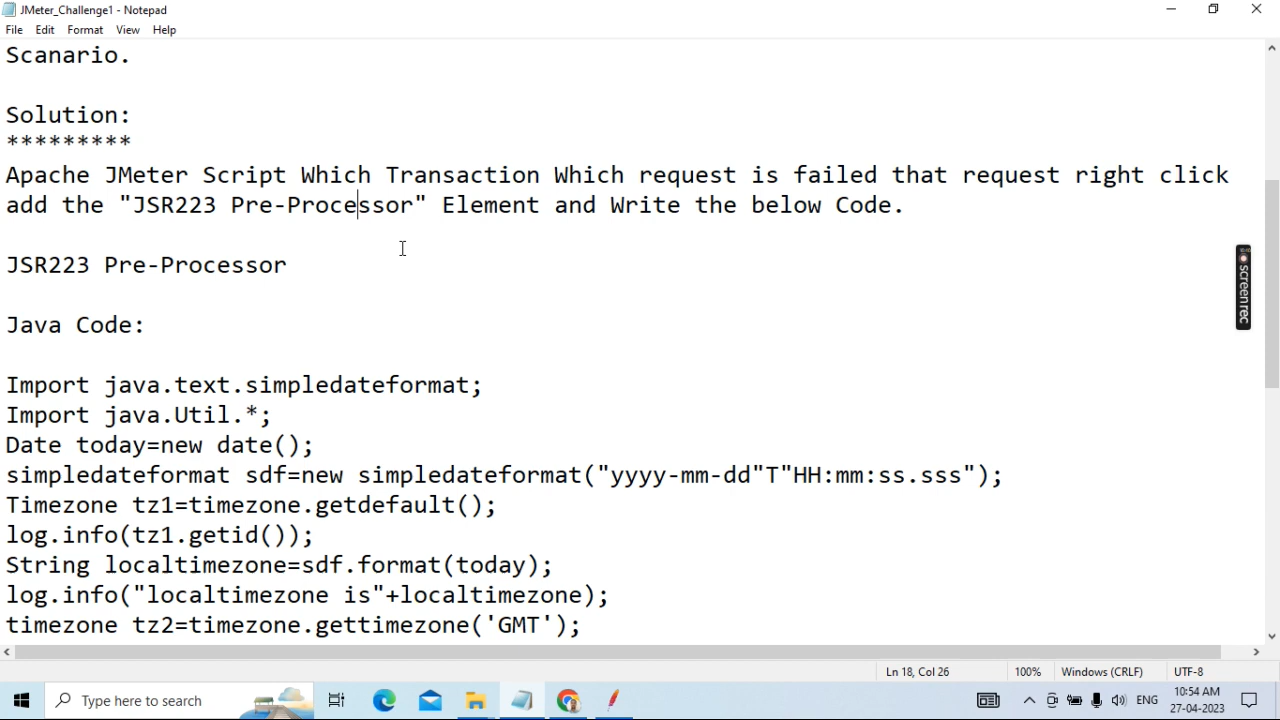 JMeter_Challenge1 - Notepad
File Edit Format View Help
Scanario.
Solution:
*********
Apache JMeter Script Which Transaction Which request is failed that request right click
add the "JSR223 Pre-Processor" Element and Write the below Code.
JSR223 Pre-Processor
Java Code:
Import java.text.simpledateformat;
Import java.Util.*;
Date today=new date();
simpledateformat sdf=new simpledateformat("yyyy-mm-dd"T"HH:mm:ss.sss");
Timezone tz1=timezone.getdefault();
log.info(tz1.getid());
String localtimezone=sdf.format(today);
log.info("localtimezone is"+localtimezone);
timezone tz2=timezone.gettimezone('GMT');
screenrec
Ln 18, Col 26 100% Windows (CRLF) UTF-8
Type here to search
ENG
10:54 AM
27-04-2023